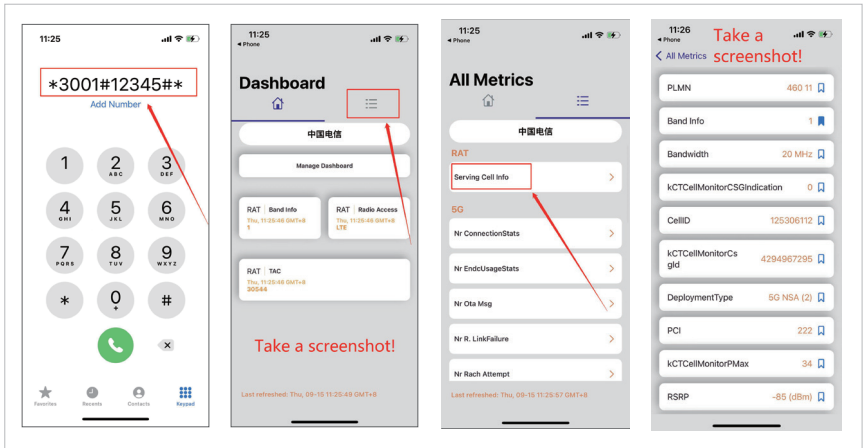 11:25
*3001#12345#*
Add Number
1
2
ABC
3
DEF
4
GHI
5
JKL
6
MNO
7
PQRS
8
TUV
9
WXYZ
*
0
+
#
Favorites
Recents
Contacts
Keypad
11:25
◀ Phone
Dashboard
中国电信
Manage Dashboard
RAT | Band Info
Thu, 11:25:46 GMT+8
1
RAT | Radio Access
Thu, 11:25:46 GMT+8
LTE
RAT | TAC
Thu, 11:25:46 GMT+8
30544
Take a screenshot!
Last refreshed: Thu, 09-15 11:25:49 GMT+8
11:25
◀ Phone
All Metrics
中国电信
RAT
Serving Cell Info
5G
Nr ConnectionStats
Nr EndcUsageStats
Nr Ota Msg
Nr R. LinkFailure
Nr Rach Attempt
Last refreshed: Thu, 09-15 11:25:57 GMT+8
11:26
◀ Phone
Take a
screenshot!
All Metrics
PLMN 460 11
Band Info 1
Bandwidth 20 MHz
kCTCellMonitorCSGIndication 0
CellID 125306112
kCTCellMonitorCs
gId 4294967295
DeploymentType 5G NSA (2)
PCI 222
kCTCellMonitorPMax 34
RSRP -85 (dBm)